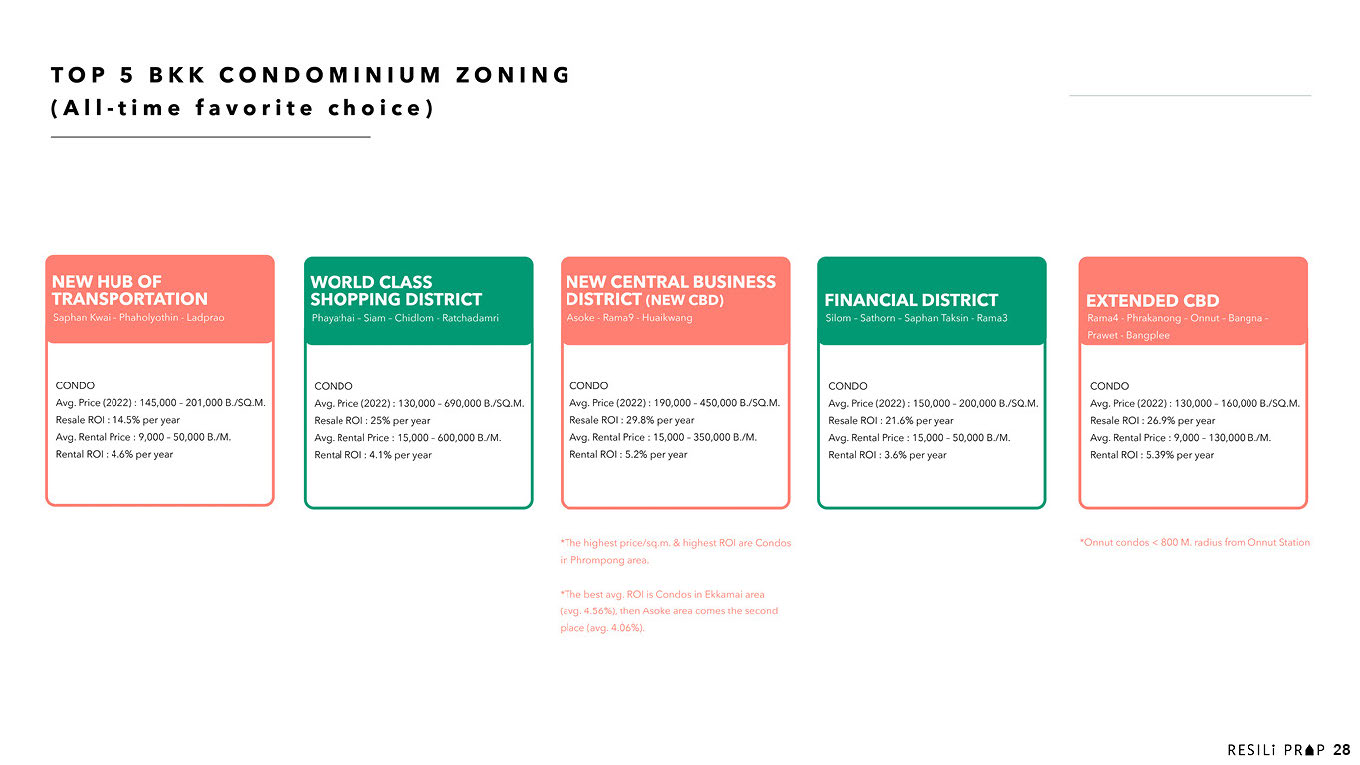 TOP 5 BKK CONDOMINIUM ZONING
(All-time favorite choice)
NEW HUB OF
TRANSPORTATION
Saphan Kwai - Phaholyothin - Ladprao
CONDO
Avg. Price (2022) : 145,000 – 201,000 B./SQ.M.
Resale ROI : 14.5% per year
Avg. Rental Price : 9,000 – 50,000 B./M.
Rental ROI : 4.6% per year
WORLD CLASS
SHOPPING DISTRICT
Phayathai – Siam – Chidlom - Ratchadamri
CONDO
Avg. Price (2022) : 130,000 – 690,000 B./SQ.M.
Resale ROI : 25% per year
Avg. Rental Price : 15,000 – 600,000 B./M.
Rental ROI : 4.1% per year
NEW CENTRAL BUSINESS
DISTRICT (NEW CBD)
Asoke - Rama9 - Huaikwang
CONDO
Avg. Price (2022) : 190,000 – 450,000 B./SQ.M.
Resale ROI : 29.8% per year
Avg. Rental Price : 15,000 – 350,000 B./M.
Rental ROI : 5.2% per year
*The highest price/sq.m. & highest ROI are Condos
in Phrompong area.
*The best avg. ROI is Condos in Ekkamai area
(avg. 4.56%), then Asoke area comes the second
place (avg. 4.06%).
FINANCIAL DISTRICT
Silom – Sathorn – Saphan Taksin - Rama3
CONDO
Avg. Price (2022) : 150,000 – 200,000 B./SQ.M.
Resale ROI : 21.6% per year
Avg. Rental Price : 15,000 – 50,000 B./M.
Rental ROI : 3.6% per year
EXTENDED CBD
Rama4 - Phrakanong – Onnut – Bangna –
Prawet - Bangplee
CONDO
Avg. Price (2022) : 130,000 – 160,000 B./SQ.M.
Resale ROI : 26.9% per year
Avg. Rental Price : 9,000 – 130,000 B./M.
Rental ROI : 5.39% per year
*Onnut condos < 800 M. radius from Onnut Station
RESILi PROP 28